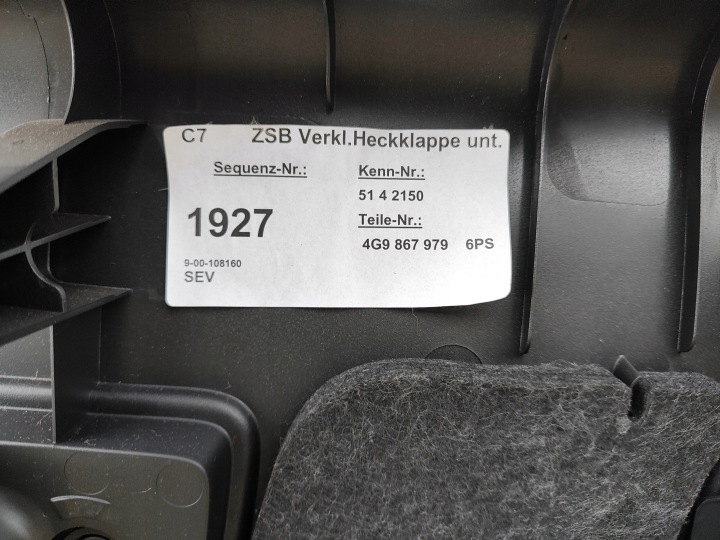 C7 ZSB Verkl.Heckklappe unt.
Sequenz-Nr.: Kenn-Nr.:
51 4 2150
1927 Teile-Nr.:
4G9 867 979 6PS
9-00-108160
SEV